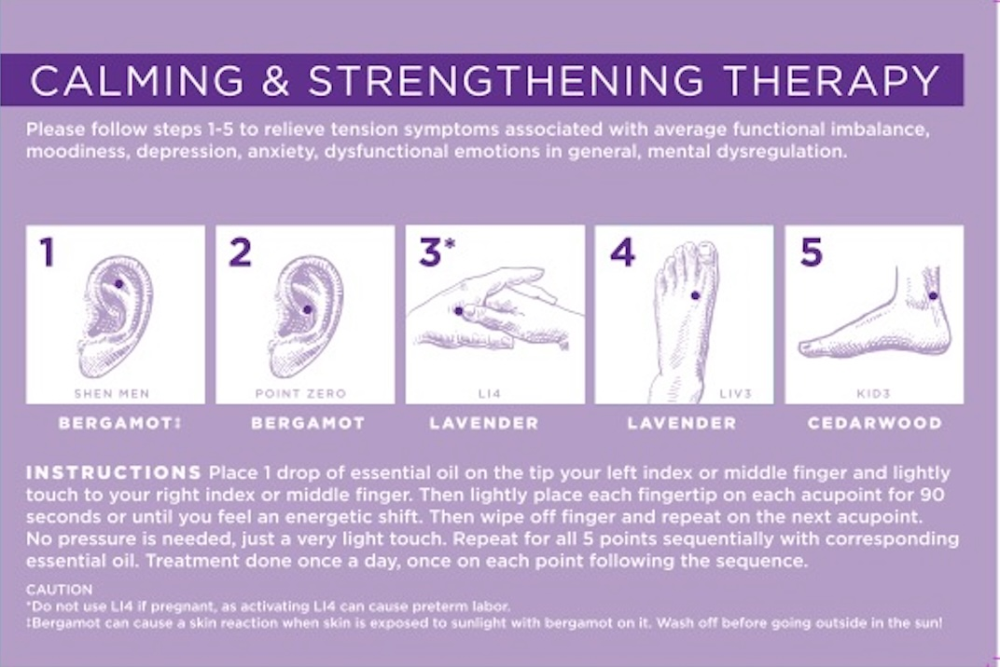 CALMING & STRENGTHENING THERAPY
Please follow steps 1-5 to relieve tension symptoms associated with average functional imbalance,
moodiness, depression, anxiety, dysfunctional emotions in general, mental dysregulation.
1
SHEN MEN
BERGAMOT‡
2
POINT ZERO
BERGAMOT
3*
LI4
LAVENDER
4
LIV3
LAVENDER
5
KID3
CEDARWOOD
INSTRUCTIONS Place 1 drop of essential oil on the tip your left index or middle finger and lightly
touch to your right index or middle finger. Then lightly place each fingertip on each acupoint for 90
seconds or until you feel an energetic shift. Then wipe off finger and repeat on the next acupoint.
No pressure is needed, just a very light touch. Repeat for all 5 points sequentially with corresponding
essential oil. Treatment done once a day, once on each point following the sequence.
CAUTION
*Do not use LI4 if pregnant, as activating LI4 can cause preterm labor.
‡Bergamot can cause a skin reaction when skin is exposed to sunlight with bergamot on it. Wash off before going outside in the sun!